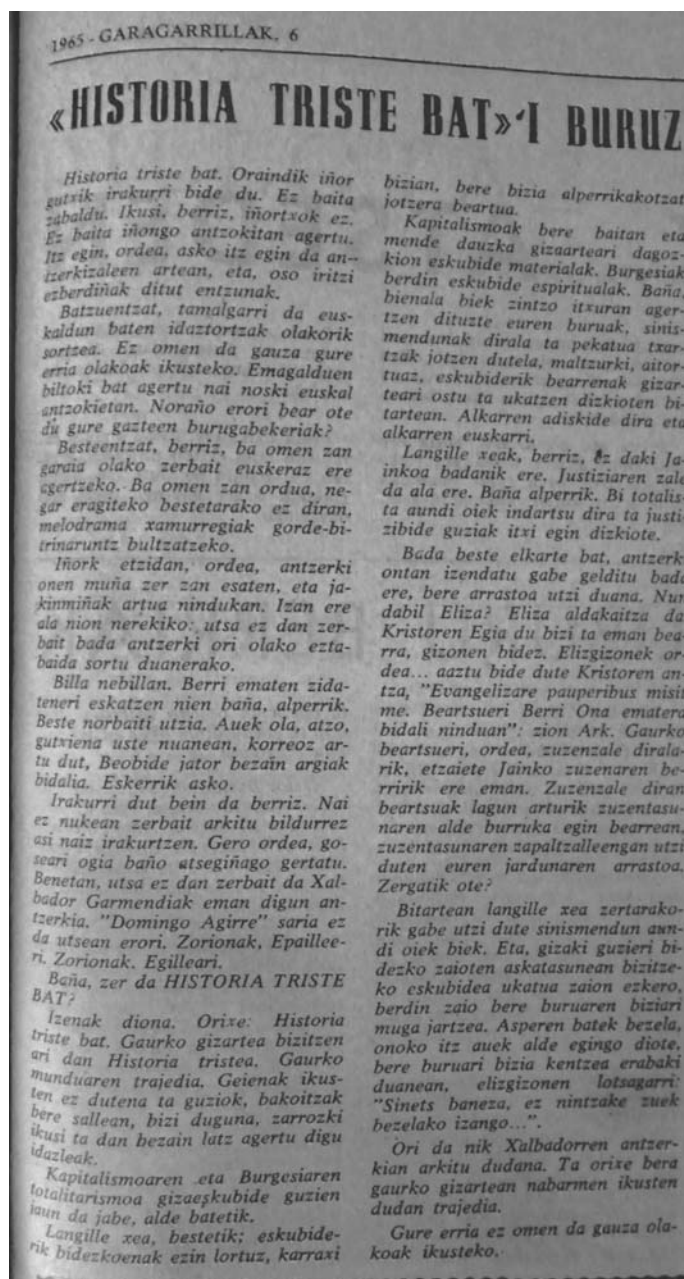 1965 - GARAGARRILLAK, 6
«HISTORIA TRISTE BAT»'I BURUZ
Historia triste bat. Oraindik iñor
gutxik irakurri bide du. Ez baita
zabaldu. Ikusi, berriz, iñortxok ez.
Ez baita iñongo antzokitan agertu.
Itz egin, ordea, asko itz egin da an-
tzerkizaleen artean, eta, oso iritzi
ezberdiñak ditut entzunak.
Batzuentzat, tamalgarri da eus-
kaldun baten idaztortzak olakorik
sortzea. Ez omen da gauza gure
erria olakoak ikusteko. Emagalduen
biltoki bat agertu nai noski euskal
antzokietan. Noraño erori bear ote
du gure gazteen burugabekeriak?
Besteentzat, berriz, ba omen zan
garaia olako zerbait euskeraz ere
agertzeko. Ba omen zan ordua, ne-
gar eragiteko bestetarako ez diran,
melodrama xamurregiak gorde-bi-
trinaruntz bultzatzeko.
Iñork etzidan, ordea, antzerki
onen muña zer zan esaten, eta ja-
kinmiñak artua nindukan. Izan ere
ala nion nerekiko: utsa ez dan zer-
bait bada antzerki ori olako ezta-
baida sortu duanerako.
Billa nebillan. Berri ematen zida-
teneri eskatzen nien baña, alperrik.
Beste norbaiti utzia. Auek ola, atzo,
gutxiena uste nuanean, korreoz ar-
tu dut, Beobide jator bezain argiak
bidalia. Eskerrik asko.
Irakurri dut bein da berriz. Nai
ez nukean zerbait arkitu bildurrez
asi naiz irakurtzen. Gero ordea, go-
seari ogia baño atsegiñago gertatu.
Benetan, utsa ez dan zerbait da Xal-
bador Garmendiak eman digun an-
tzerkia. "Domingo Agirre" saria ez
da utsean erori. Zorionak, Epaillee-
ri. Zorionak. Egilleari.
Baña, zer da HISTORIA TRISTE
BAT?
Izenak diona. Orixe: Historia
triste bat. Gaurko gizartea bizitzen
ari dan Historia tristea. Gaurko
munduaren trajedia. Geienak ikus-
ten ez dutena ta guziok, bakoitzak
bere sallean, bizi duguna, zarrozki
ikusi ta dan bezain latz agertu digu
idazleak.
Kapitalismoaren eta Burgesiaren
totalitarismoa gizaeskubide guzien
jaun da jabe, alde batetik.
Langille xea, bestetik; eskubide-
rik bidezkoenak ezin lortuz, karraxi
bizian, bere bizia alperrikakotzat
jotzera beartua.
Kapitalismoak bere baitan eta
mende dauzka gizaarteari dagoz-
kion eskubide materialak. Burgesiak
berdin eskubide espiritualak. Baña,
bienala biek zintzo itxuran ager-
tzen dituzte euren buruak, sinis-
mendunak dirala ta pekatua txar-
tzak jotzen dutela, maltzurki, aitor-
tuaz, eskubiderik bearrenak gizar-
teari ostu ta ukatzen dizkioten bi-
tartean. Alkarren adiskide dira eta
alkarren euskarri.
Langille xeak, berriz, ez daki Ja-
inkoa badanik ere. Justiziaren zale
da ala ere. Baña alperrik. Bi totalis-
ta aundi oiek indartsu dira ta justi-
zibide guziak itxi egin dizkiote.
Bada beste elkarte bat, antzerk
ontan izendatu gabe gelditu bada
ere, bere arrastoa utzi duana. Nun
dabil Eliza? Eliza aldakaitza da
Kristoren Egia du bizi ta eman bea-
rra, gizonen bidez. Elizgizonek or-
dea... aaztu bide dute Kristoren an-
tza, "Evangelizare pauperibus misit
me. Beartsueri Berri Ona ematera
bidali ninduan": zion Ark. Gaurko
beartsueri, ordea, zuzenzale dirala-
rik, etzaiete Jainko zuzenaren be-
rririk ere eman. Zuzenzale diran
beartsuak lagun arturik zuzentasu-
naren alde burruka egin bearrean,
zuzentasunaren zapaltzalleengan utzi
duten euren jardunaren arrastoa.
Zergatik ote?
Bitartean langille xea zertarako-
rik gabe utzi dute sinismendun aun-
di oiek biek. Eta, gizaki guzieri bi-
dezko zaioten askatasunean bizitze-
ko eskubidea ukatua zaion ezkero,
berdin zaio bere buruaren biziari
muga jartzea. Asperen batek bezela,
onoko itz auek alde egingo diote,
bere buruari bizia kentzea erabaki
duanean, elizgizonen lotsagarri:
"Sinets baneza, ez nintzake zuek
bezelako izango...".
Ori da nik Xalbadorren antzer-
kian arkitu dudana. Ta orixe bera
gaurko gizartean nabarmen ikusten
dudan trajedia.
Gure erria ez omen da gauza ola-
koak ikusteko.